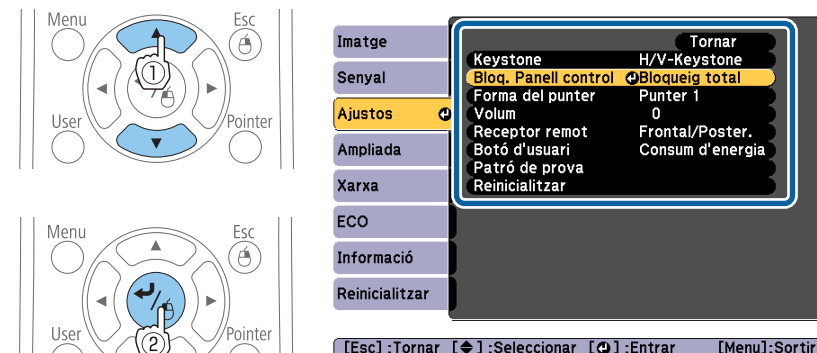 Menu
Esc
①
User
Pointer
Menu
Esc
User
Pointer
②
Imatge
Senyal
Ajustos
Ampliada
Xarxa
ECO
Informació
Reinicialitzar
Tornar
Keystone H/V-Keystone
Bloq. Panell control Bloqueig total
Forma del punter Punter 1
Volum 0
Receptor remot Frontal/Poster.
Botó d'usuari Consum d'energia
Patró de prova
Reinicialitzar
[Esc] :Tornar [◆] :Seleccionar [↵] :Entrar [Menu]:Sortir